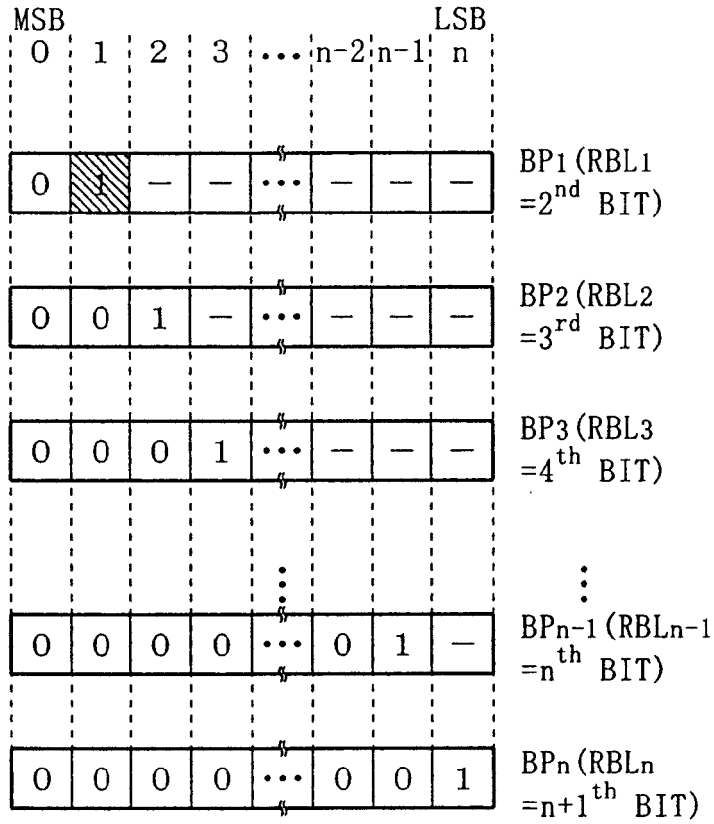 MSB LSB
0 1 2 3 ••• n-2 n-1 n
0 1 — — ••• — — — BP1(RBL1
=2nd BIT)
0 0 1 — ••• — — — BP2(RBL2
=3rd BIT)
0 0 0 1 ••• — — — BP3(RBL3
=4th BIT)
0 0 0 0 ••• 0 1 — BPn-1(RBLn-1
=nth BIT)
0 0 0 0 ••• 0 0 1 BPn(RBLn
=n+1th BIT)